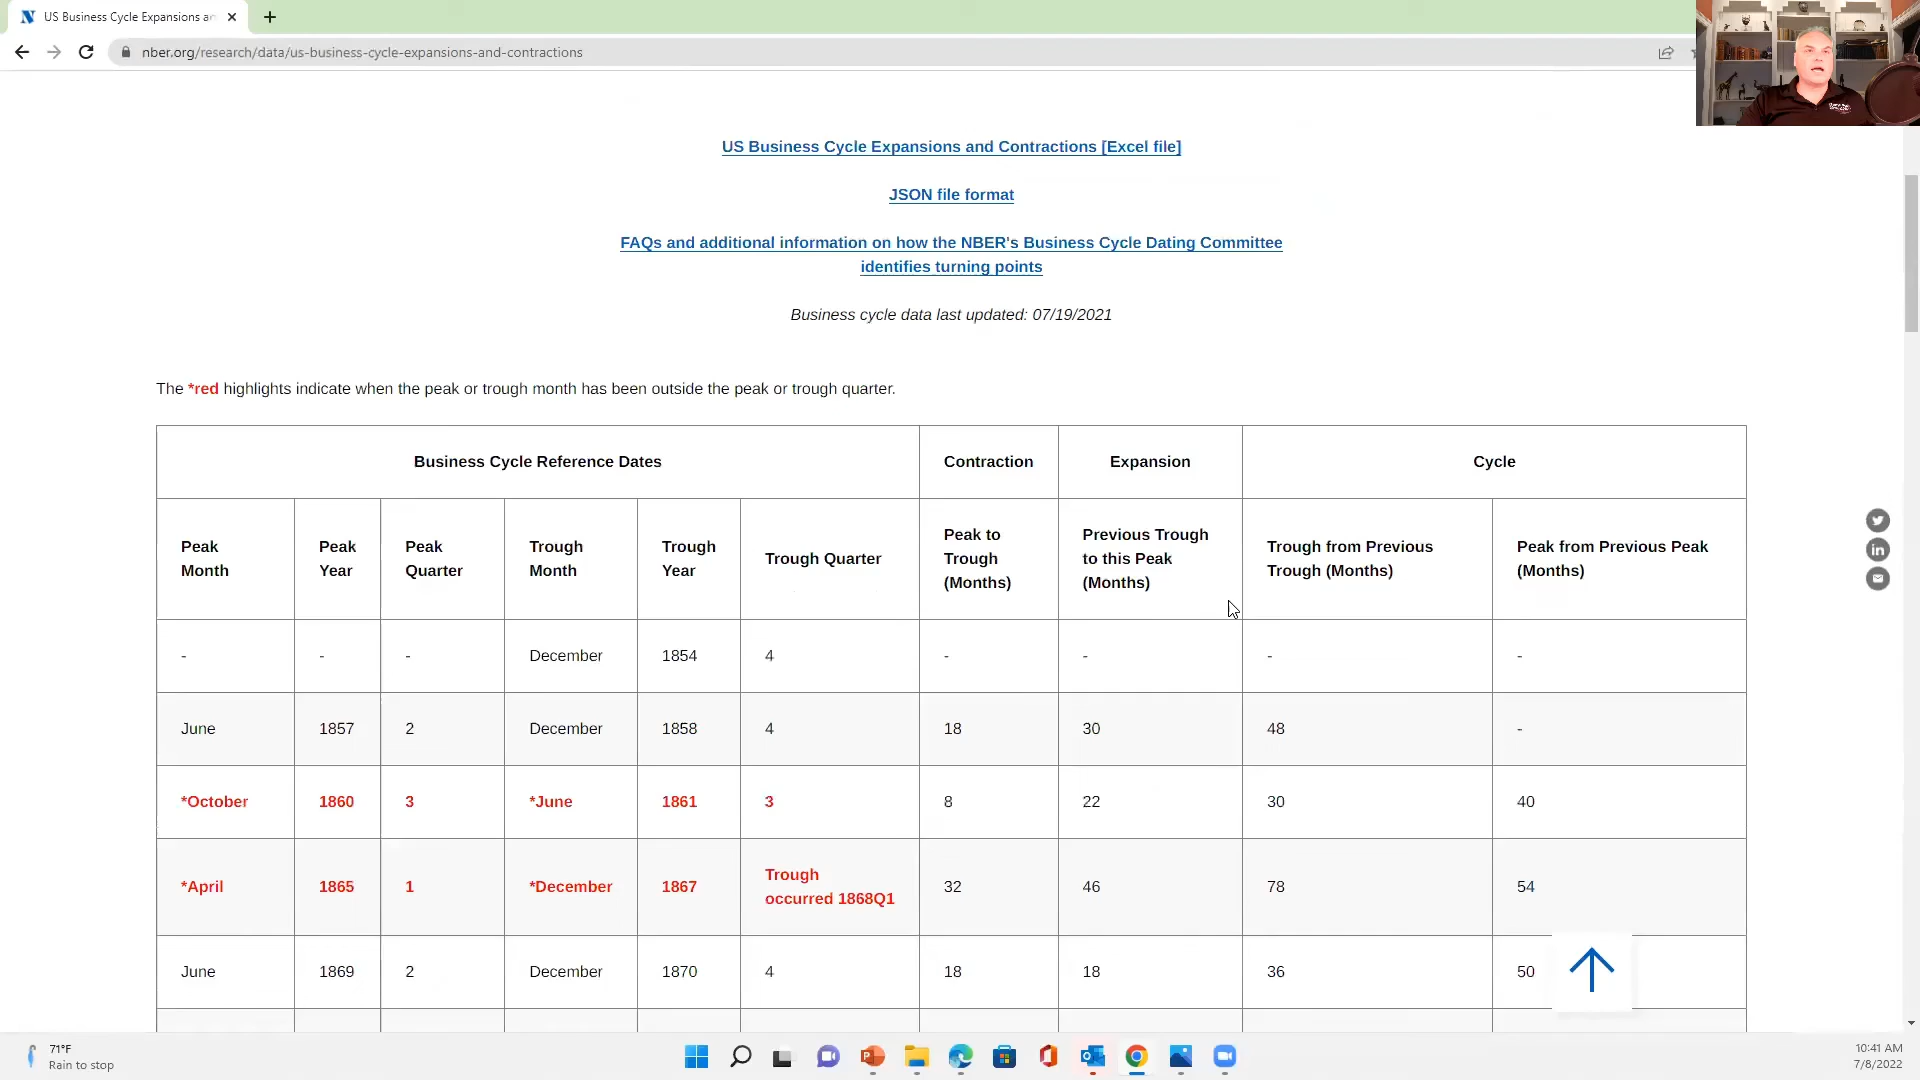 US Business Cycle Expansions an
nber.org/research/data/us-business-cycle-expansions-and-contractions
US Business Cycle Expansions and Contractions [Excel file]
JSON file format
FAQs and additional information on how the NBER's Business Cycle Dating Committee
identifies turning points
Business cycle data last updated: 07/19/2021
The *red highlights indicate when the peak or trough month has been outside the peak or trough quarter.
Business Cycle Reference Dates Contraction Expansion Cycle
Peak Month Peak Year Peak Quarter Trough Month Trough Year Trough Quarter Peak to Trough (Months) Previous Trough to this Peak (Months) Trough from Previous Trough (Months) Peak from Previous Peak (Months)
- - - December 1854 4 - - - -
June 1857 2 December 1858 4 18 30 48 -
*October 1860 3 *June 1861 3 8 22 30 40
*April 1865 1 *December 1867 Trough occurred 1868Q1 32 46 78 54
June 1869 2 December 1870 4 18 18 36 50
71°F
Rain to stop
10:41 AM
7/8/2022